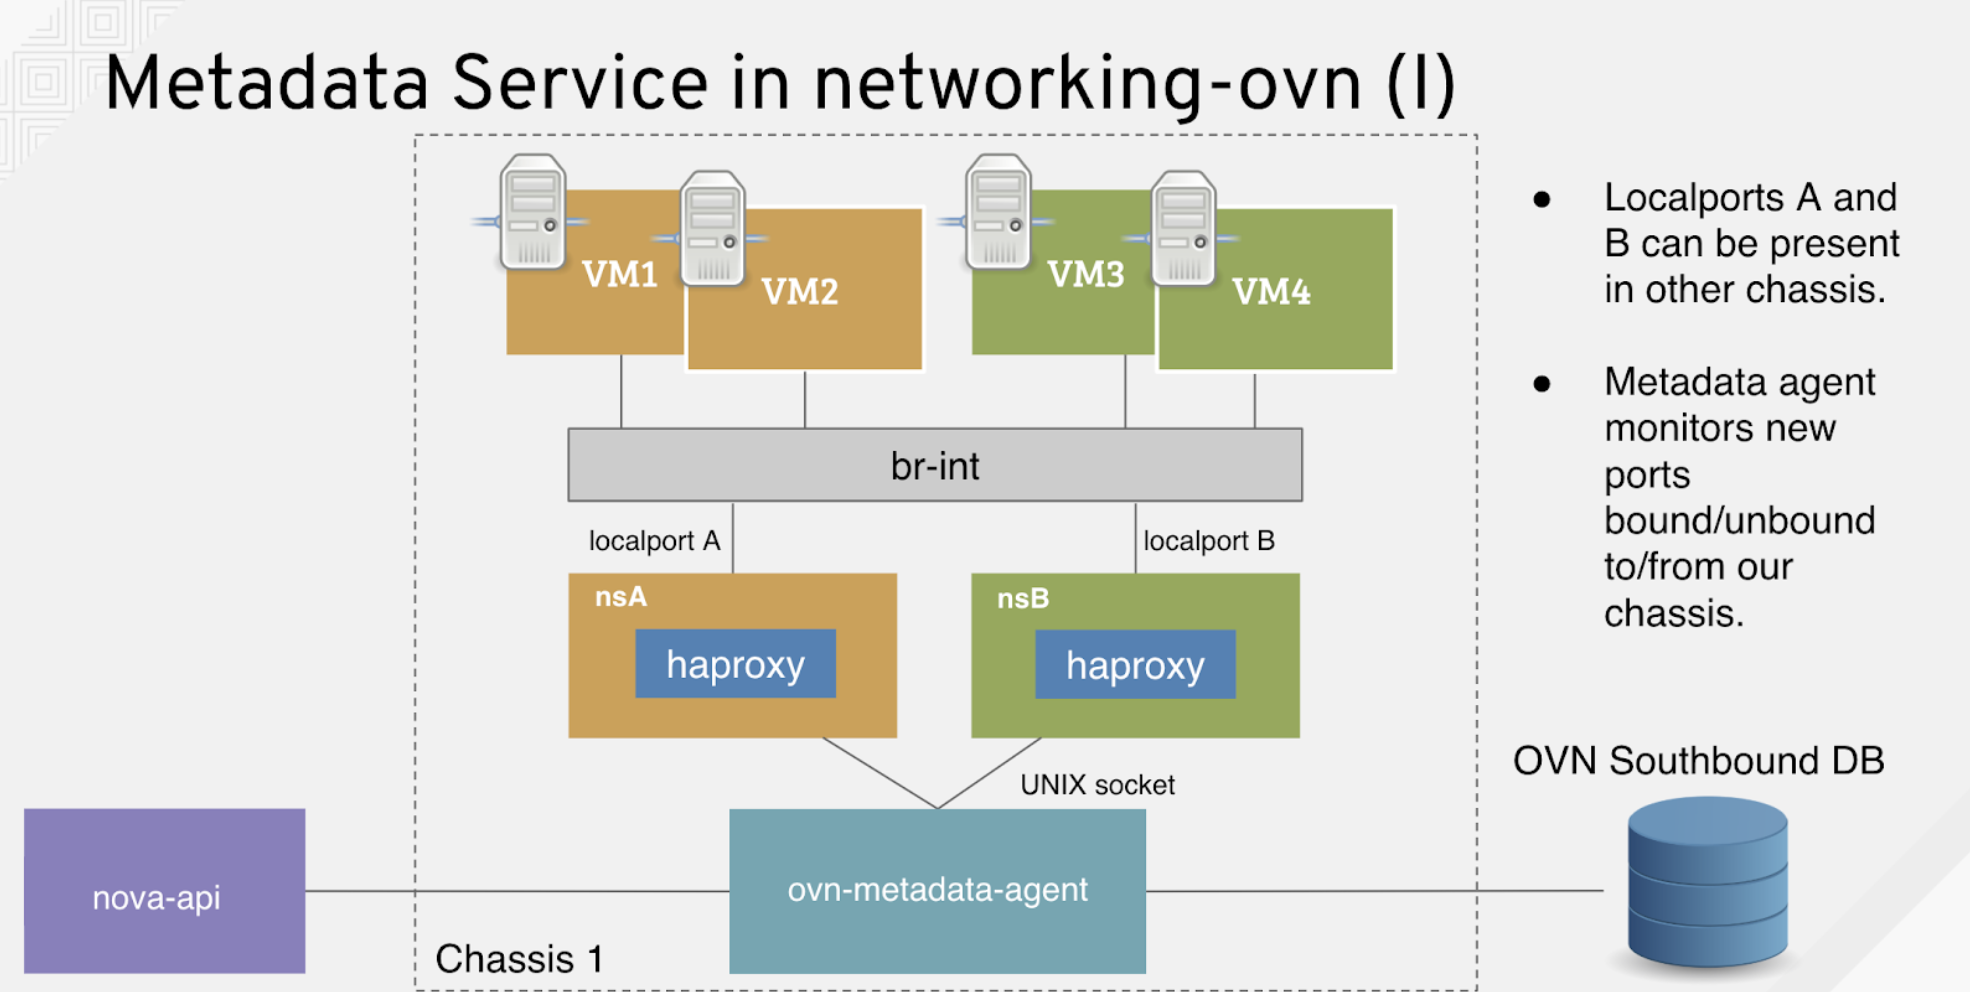 Metadata Service in networking-ovn (I)
VM1
VM2
VM3
VM4
br-int
localport A
localport B
nsA
haproxy
nsB
haproxy
UNIX socket
nova-api
ovn-metadata-agent
Chassis 1
● Localports A and
B can be present
in other chassis.
● Metadata agent
monitors new
ports
bound/unbound
to/from our
chassis.
OVN Southbound DB